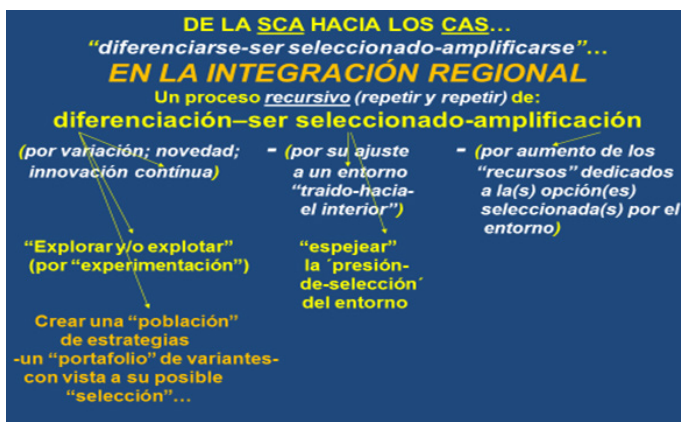 DE LA SCA HACIA LOS CAS...
“diferenciarse-ser seleccionado-amplificarse”...
EN LA INTEGRACIÓN REGIONAL
Un proceso recursivo (repetir y repetir) de:
diferenciación–ser seleccionado-amplificación
(por variación; novedad;
innovación contínua)
- (por su ajuste
a un entorno
“traido-hacia-
el interior”)
- (por aumento de los
“recursos” dedicados
a la(s) opción(es)
seleccionada(s) por el
entorno)
“Explorar y/o explotar”
(por “experimentación”)
“espejear”
la ´presión-
de-selección´
del entorno
Crear una “población”
de estrategias
-un “portafolio” de variantes-
con vista a su posible
“selección”...